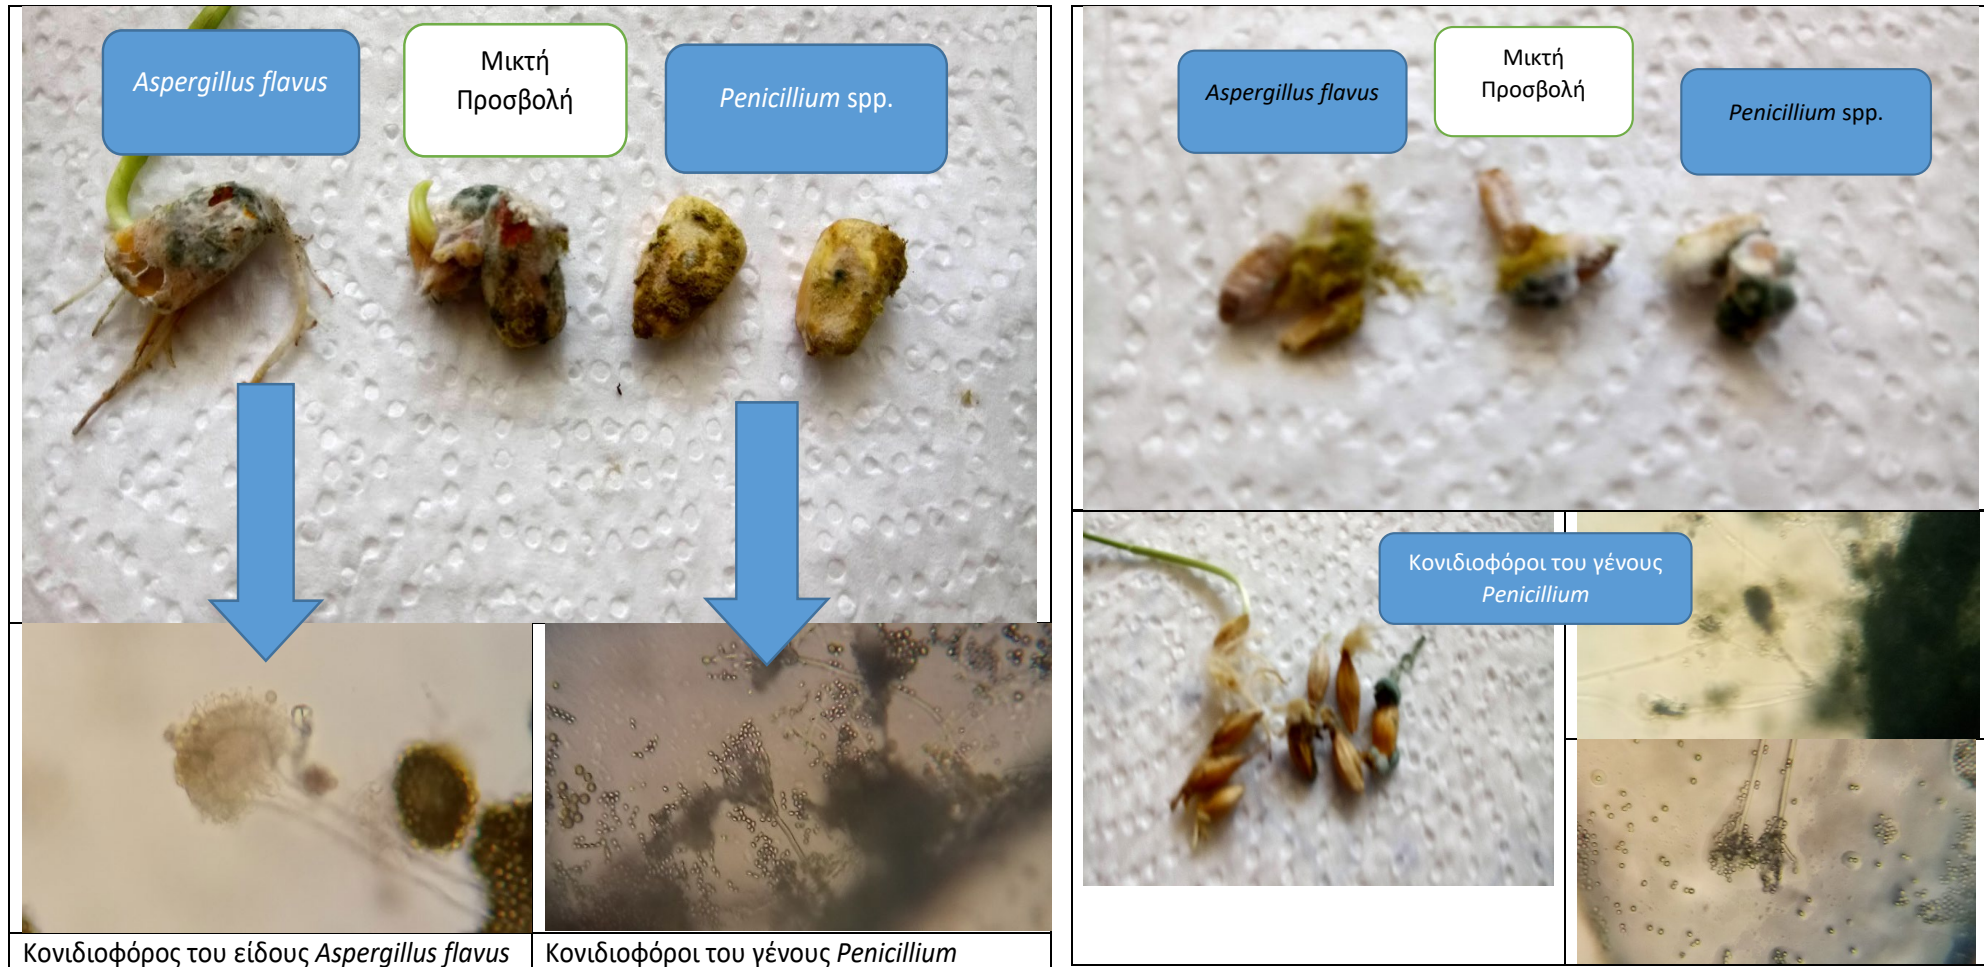 Aspergillus flavus
Μικτή
Προσβολή
Penicillium spp.
Κονιδιοφόρος του είδους Aspergillus flavus
Κονιδιοφόροι του γένους Penicillium
Aspergillus flavus
Μικτή
Προσβολή
Penicillium spp.
Κονιδιοφόροι του γένους
Penicillium